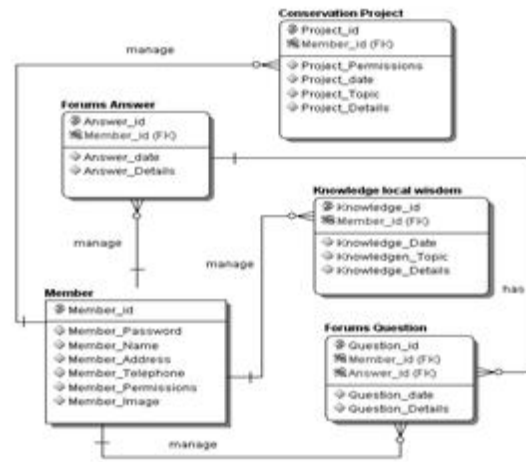 Conservation Project
Project_id
Member_id (FK)
Project_Permissions
Project_date
Project_Topic
Project_Details
manage
Forums Answer
Answer_id
Member_id (FK)
Answer_date
Answer_Details
manage
Knowledge local wisdom
Knowledge_id
Member_id (FK)
Knowledge_Date
Knowledgen_Topic
Knowledge_Details
manage
has
Member
Member_id
Member_Password
Member_Name
Member_Address
Member_Telephone
Member_Permissions
Member_Image
Forums Question
Question_id
Member_id (FK)
Answer_id (FK)
Question_date
Question_Details
manage